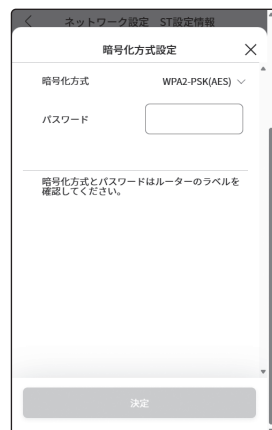 ネットワーク設定 ST設定情報
暗号化方式設定
暗号化方式 WPA2-PSK(AES)
パスワード
暗号化方式とパスワードはルーターのラベルを
確認してください。
決定